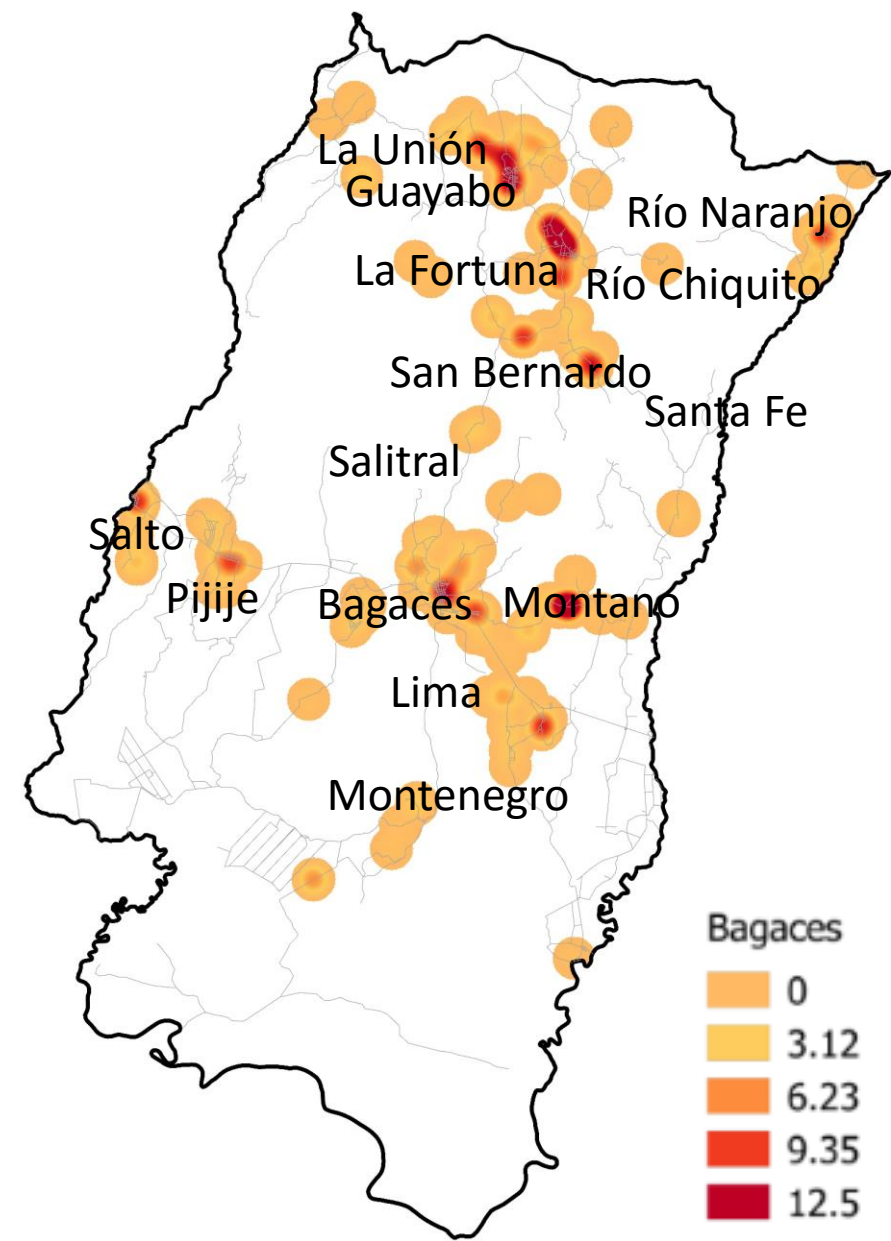 La Unión
Guayabo
Río Naranjo
La Fortuna
Río Chiquito
San Bernardo
Santa Fe
Salitral
Salto
Pijije
Bagaces
Montano
Lima
Montenegro
Bagaces
0
3.12
6.23
9.35
12.5